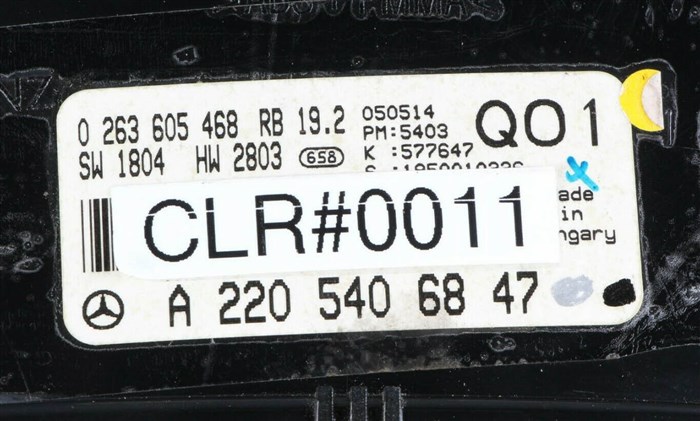 0 263 605 468 RB 19.2 050514 QO1
SW 1804 HW 2803 658 PM:5403
K :577647
CLR#0011
ade
in
ngary
A 220 540 68 47